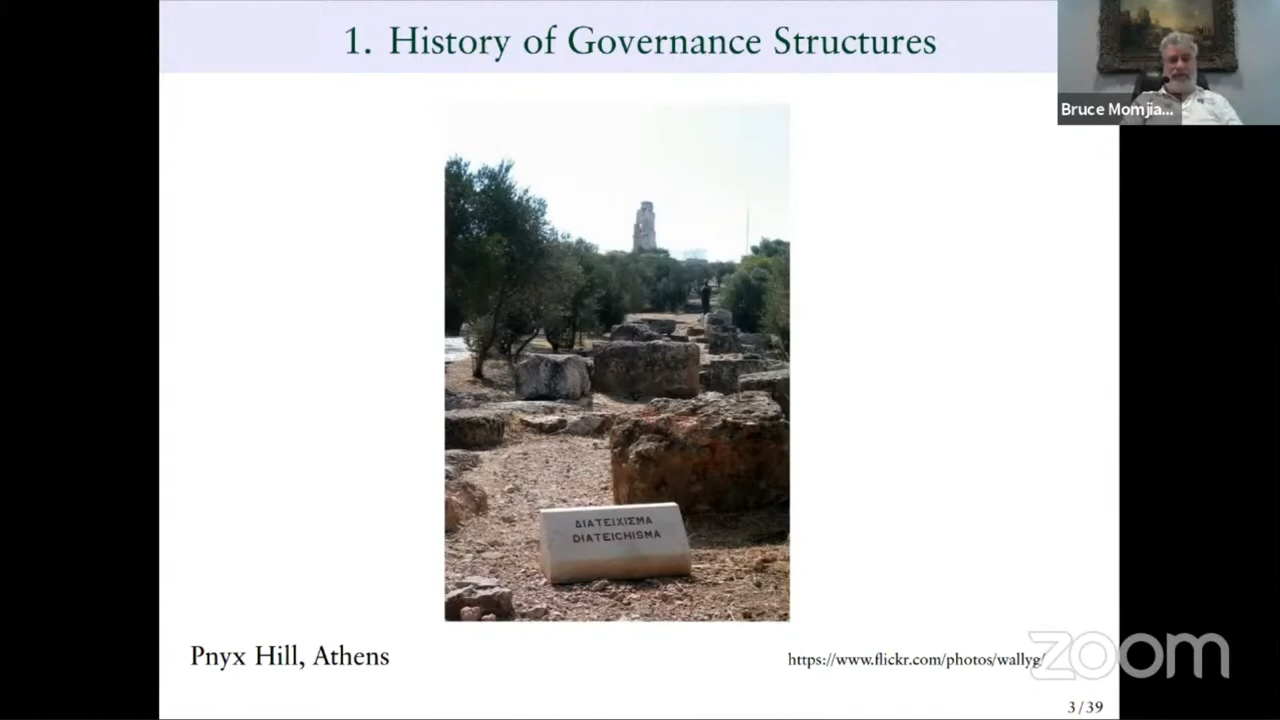 1. History of Governance Structures
Bruce Momjia...
ΔΙΑΤΕΙΧΙΣΜΑ
DIATEICHISMA
Pnyx Hill, Athens
https://www.flickr.com/photos/wallyg/
zoom
3 / 39